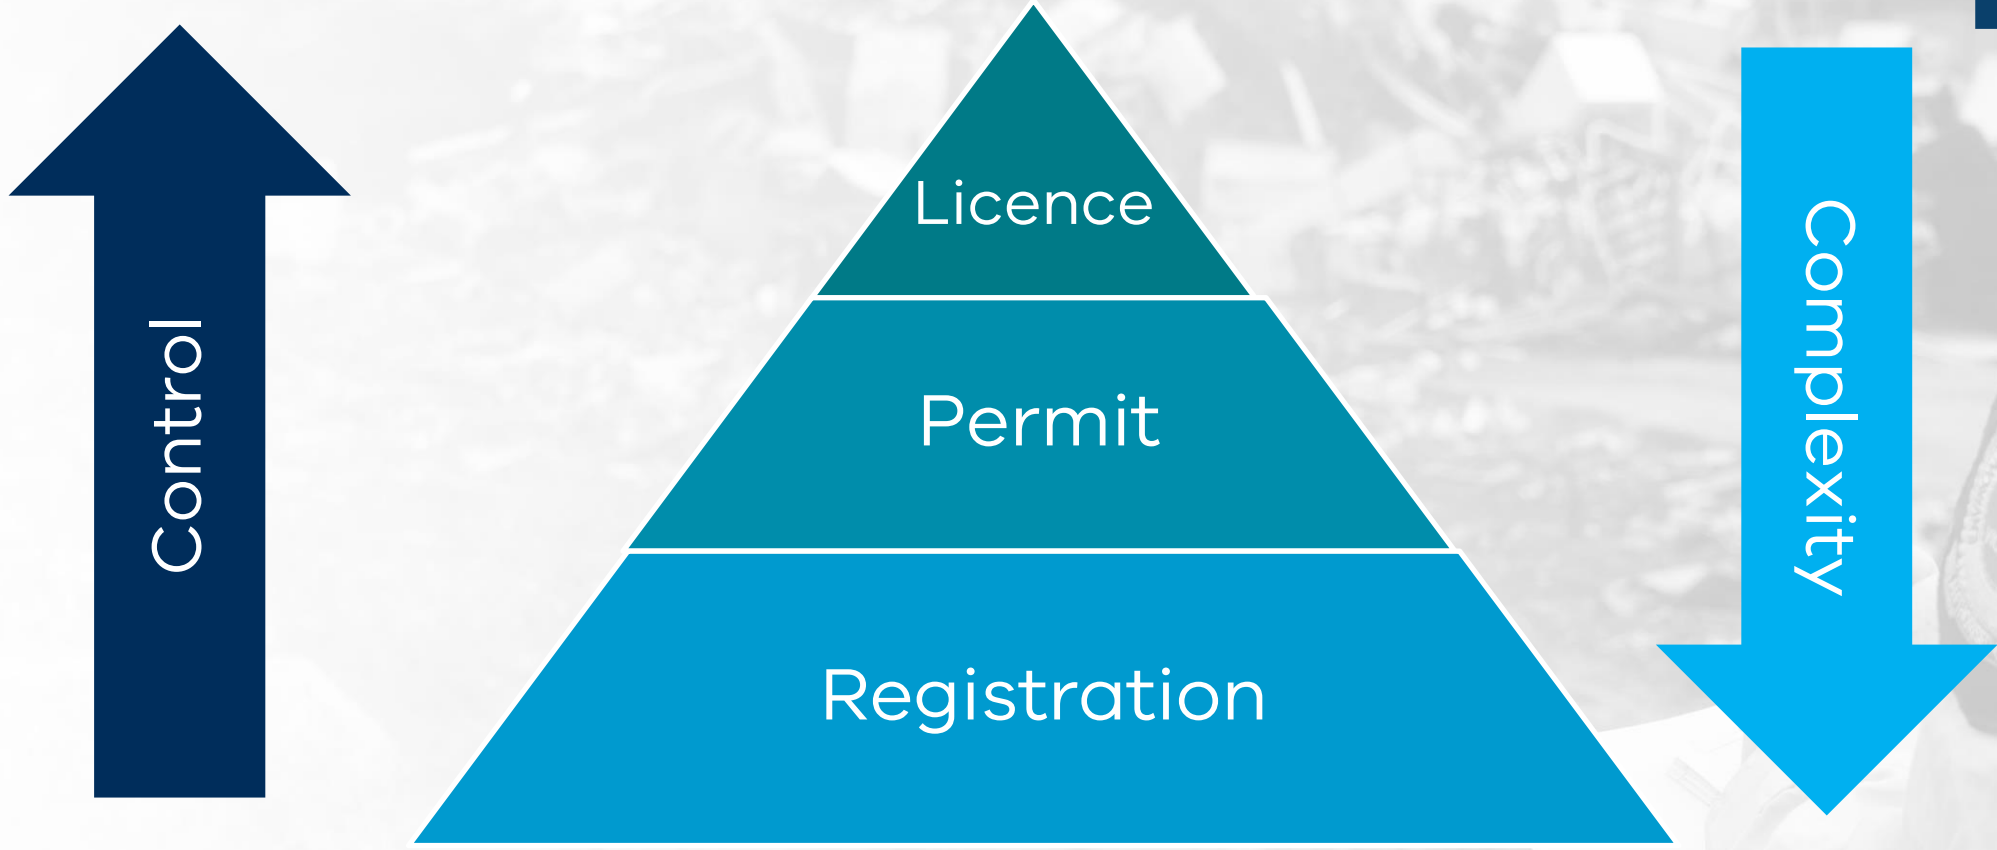 Control
Licence
Permit
Registration
Complexity